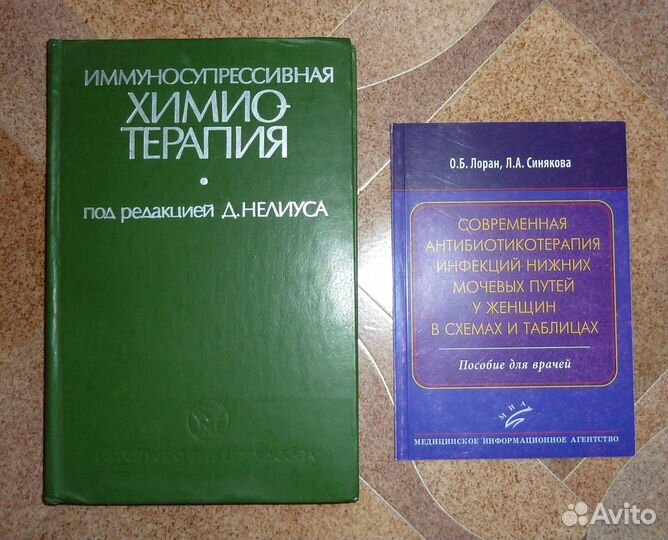 ИММУНОСУПРЕССИВНАЯ
ХИМИО-
ТЕРАПИЯ
под редакцией Д. НЕЛИУСА
О.Б. Лоран, Л.А. Синякова
СОВРЕМЕННАЯ
АНТИБИОТИКОТЕРАПИЯ
ИНФЕКЦИЙ НИЖНИХ
МОЧЕВЫХ ПУТЕЙ
У ЖЕНЩИН
В СХЕМАХ И ТАБЛИЦАХ
Пособие для врачей
МИА
МЕДИЦИНСКОЕ ИНФОРМАЦИОННОЕ АГЕНТСТВО
Avito